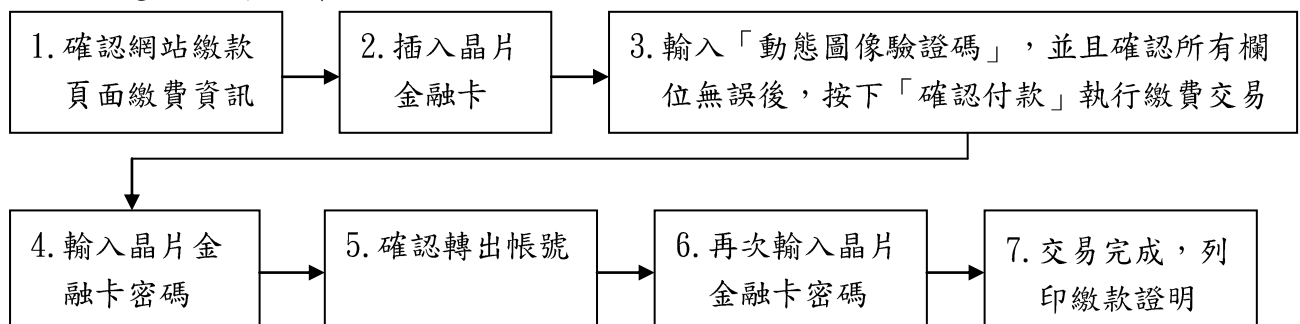 1.確認網站繳款
頁面繳費資訊
2.插入晶片
金融卡
3.輸入「動態圖像驗證碼」,並且確認所有欄
位無誤後,按下「確認付款」執行繳費交易
4.輸入晶片金
融卡密碼
5.確認轉出帳號
6.再次輸入晶片
金融卡密碼
7.交易完成,列
印繳款證明